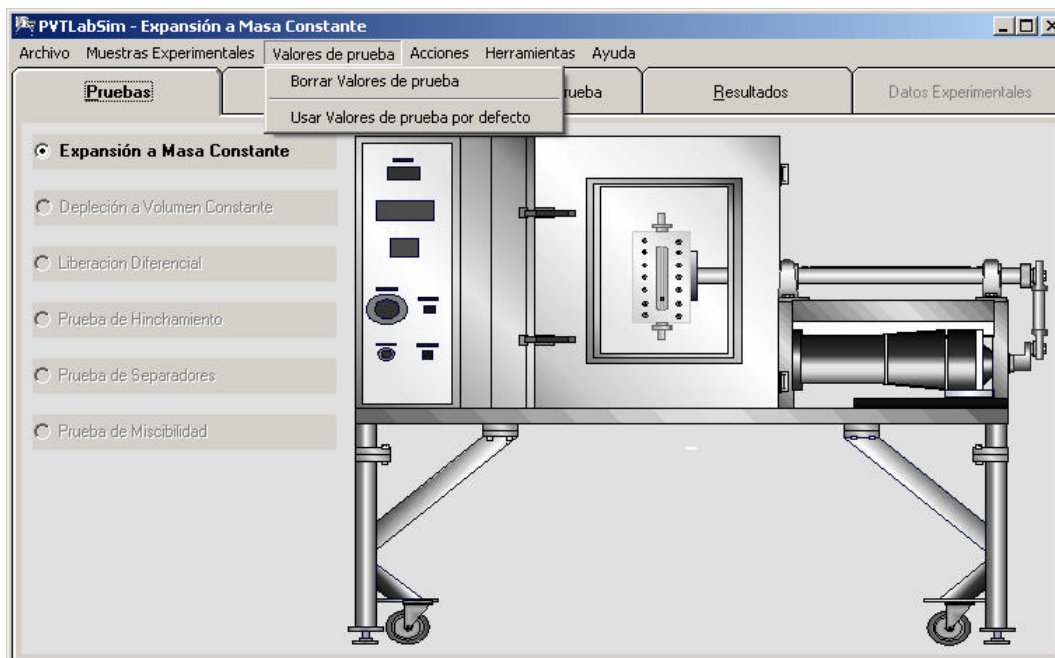 PVTLabSim - Expansión a Masa Constante
Archivo Muestras Experimentales Valores de prueba Acciones Herramientas Ayuda
Borrar Valores de prueba
Usar Valores de prueba por defecto
Pruebas Resultados Datos Experimentales
Expansión a Masa Constante
Depleción a Volumen Constante
Liberacion Diferencial
Prueba de Hinchamiento
Prueba de Separadores
Prueba de Miscibilidad